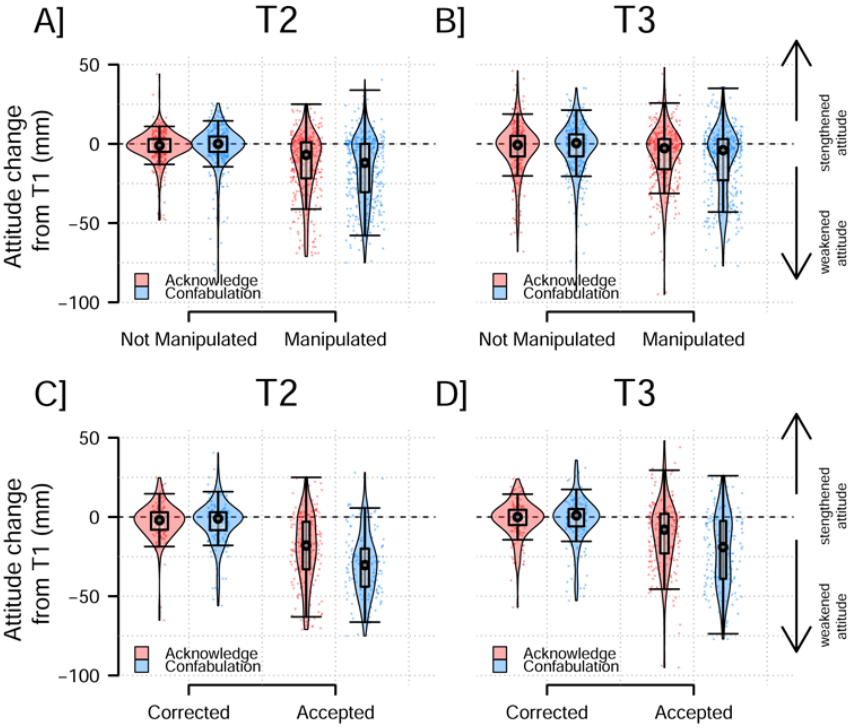 A] T2 B] T3
Attitude change
from T1 (mm)
50
0
−50
−100
Acknowledge
Confabulation
Acknowledge
Confabulation
Not Manipulated Manipulated
Not Manipulated Manipulated
stengthened
attitude
weakened
attitude
C] T2 D] T3
Attitude change
from T1 (mm)
50
0
−50
−100
Acknowledge
Confabulation
Acknowledge
Confabulation
Corrected Accepted
Corrected Accepted
stengthened
attitude
weakened
attitude